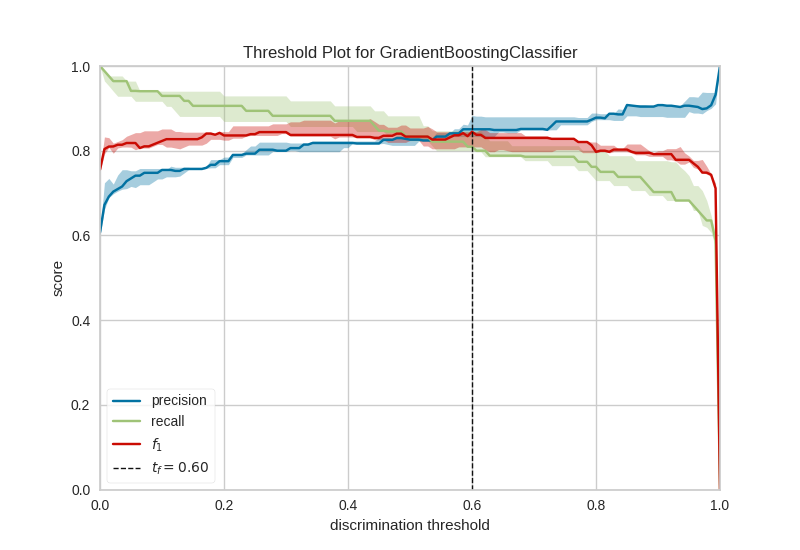 Threshold Plot for GradientBoostingClassifier
1.0
0.8
0.6
0.4
0.2
0.0
score
precision
recall
f1
tf = 0.60
0.0 0.2 0.4 0.6 0.8 1.0
discrimination threshold